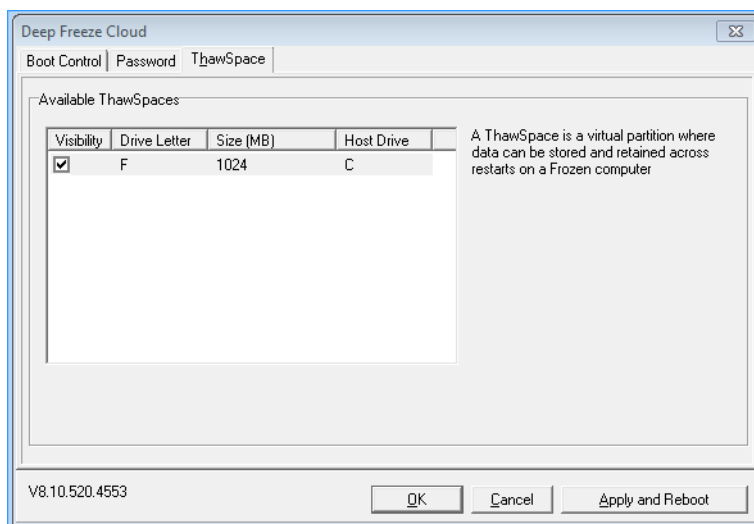 Deep Freeze Cloud
Boot Control Password ThawSpace
Available ThawSpaces
Visibility Drive Letter Size (MB) Host Drive
F 1024 C
A ThawSpace is a virtual partition where
data can be stored and retained across
restarts on a Frozen computer
V8.10.520.4553
OK Cancel Apply and Reboot